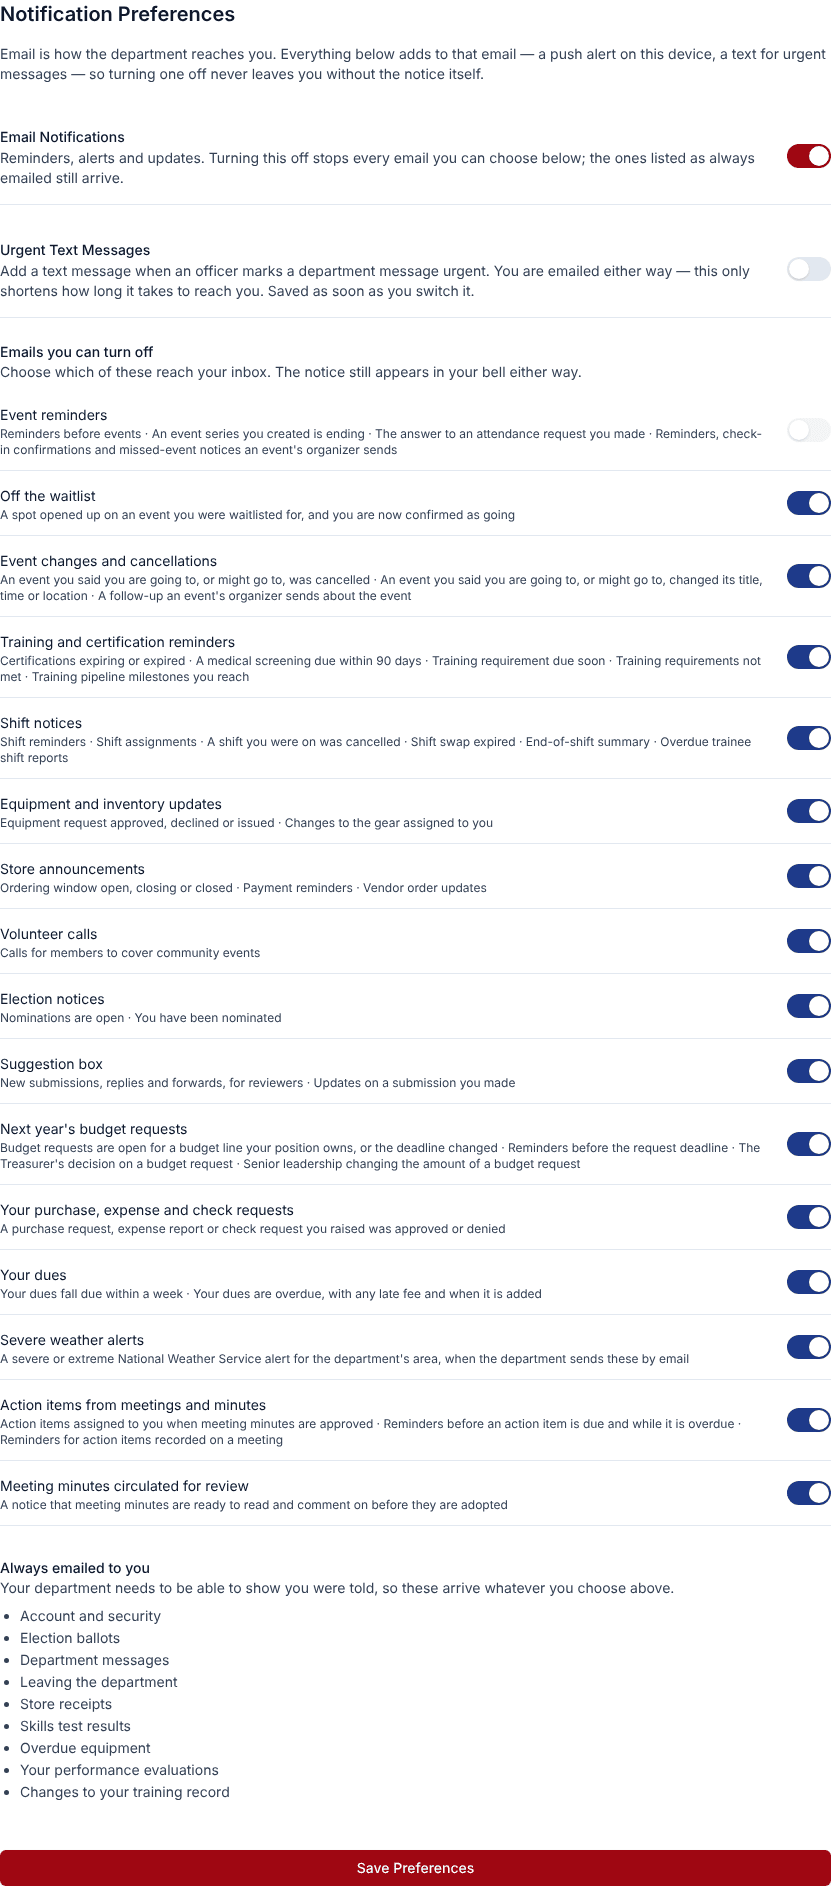 Notification Preferences
Email is how the department reaches you. Everything below adds to that email — a push alert on this device, a text for urgent
messages — so turning one off never leaves you without the notice itself.
Email Notifications
Reminders, alerts and updates. Turning this off stops every email you can choose below; the ones listed as always
emailed still arrive.
Urgent Text Messages
Add a text message when an officer marks a department message urgent. You are emailed either way — this only
shortens how long it takes to reach you. Saved as soon as you switch it.
Emails you can turn off
Choose which of these reach your inbox. The notice still appears in your bell either way.
Event reminders
Reminders before events · An event series you created is ending · The answer to an attendance request you made · Reminders, check-
in confirmations and missed-event notices an event's organizer sends
Off the waitlist
A spot opened up on an event you were waitlisted for, and you are now confirmed as going
Event changes and cancellations
An event you said you are going to, or might go to, was cancelled · An event you said you are going to, or might go to, changed its title,
time or location · A follow-up an event's organizer sends about the event
Training and certification reminders
Certifications expiring or expired · A medical screening due within 90 days · Training requirement due soon · Training requirements not
met · Training pipeline milestones you reach
Shift notices
Shift reminders · Shift assignments · A shift you were on was cancelled · Shift swap expired · End-of-shift summary · Overdue trainee
shift reports
Equipment and inventory updates
Equipment request approved, declined or issued · Changes to the gear assigned to you
Store announcements
Ordering window open, closing or closed · Payment reminders · Vendor order updates
Volunteer calls
Calls for members to cover community events
Election notices
Nominations are open · You have been nominated
Suggestion box
New submissions, replies and forwards, for reviewers · Updates on a submission you made
Next year's budget requests
Budget requests are open for a budget line your position owns, or the deadline changed · Reminders before the request deadline · The
Treasurer's decision on a budget request · Senior leadership changing the amount of a budget request
Your purchase, expense and check requests
A purchase request, expense report or check request you raised was approved or denied
Your dues
Your dues fall due within a week · Your dues are overdue, with any late fee and when it is added
Severe weather alerts
A severe or extreme National Weather Service alert for the department's area, when the department sends these by email
Action items from meetings and minutes
Action items assigned to you when meeting minutes are approved · Reminders before an action item is due and while it is overdue ·
Reminders for action items recorded on a meeting
Meeting minutes circulated for review
A notice that meeting minutes are ready to read and comment on before they are adopted
Always emailed to you
Your department needs to be able to show you were told, so these arrive whatever you choose above.
• Account and security
• Election ballots
• Department messages
• Leaving the department
• Store receipts
• Skills test results
• Overdue equipment
• Your performance evaluations
• Changes to your training record
Save Preferences